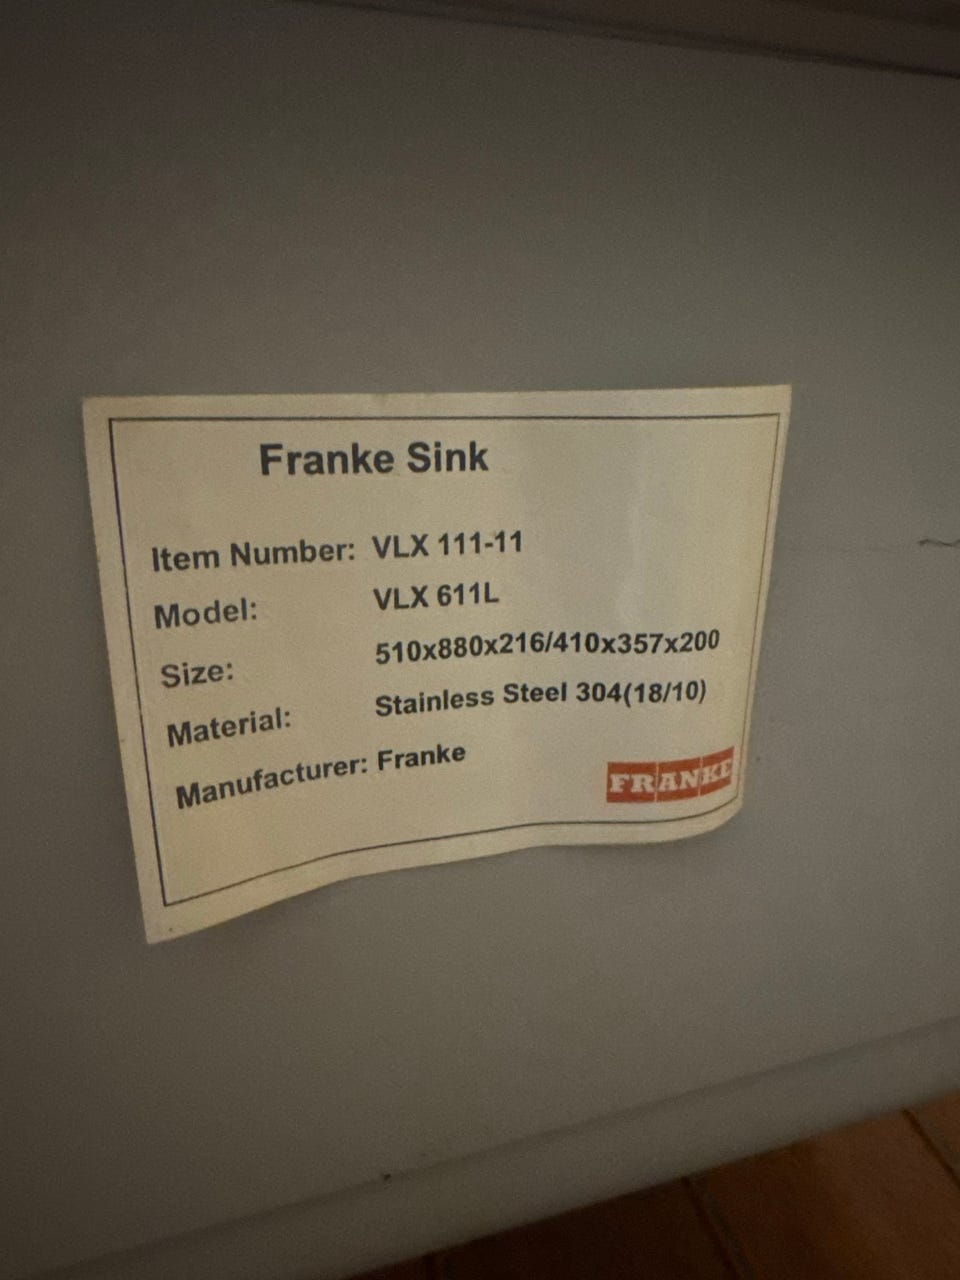 Franke Sink
Item Number: VLX 111-11
Model: VLX 611L
Size: 510x880x216/410x357x200
Material: Stainless Steel 304(18/10)
Manufacturer: Franke
FRANKE